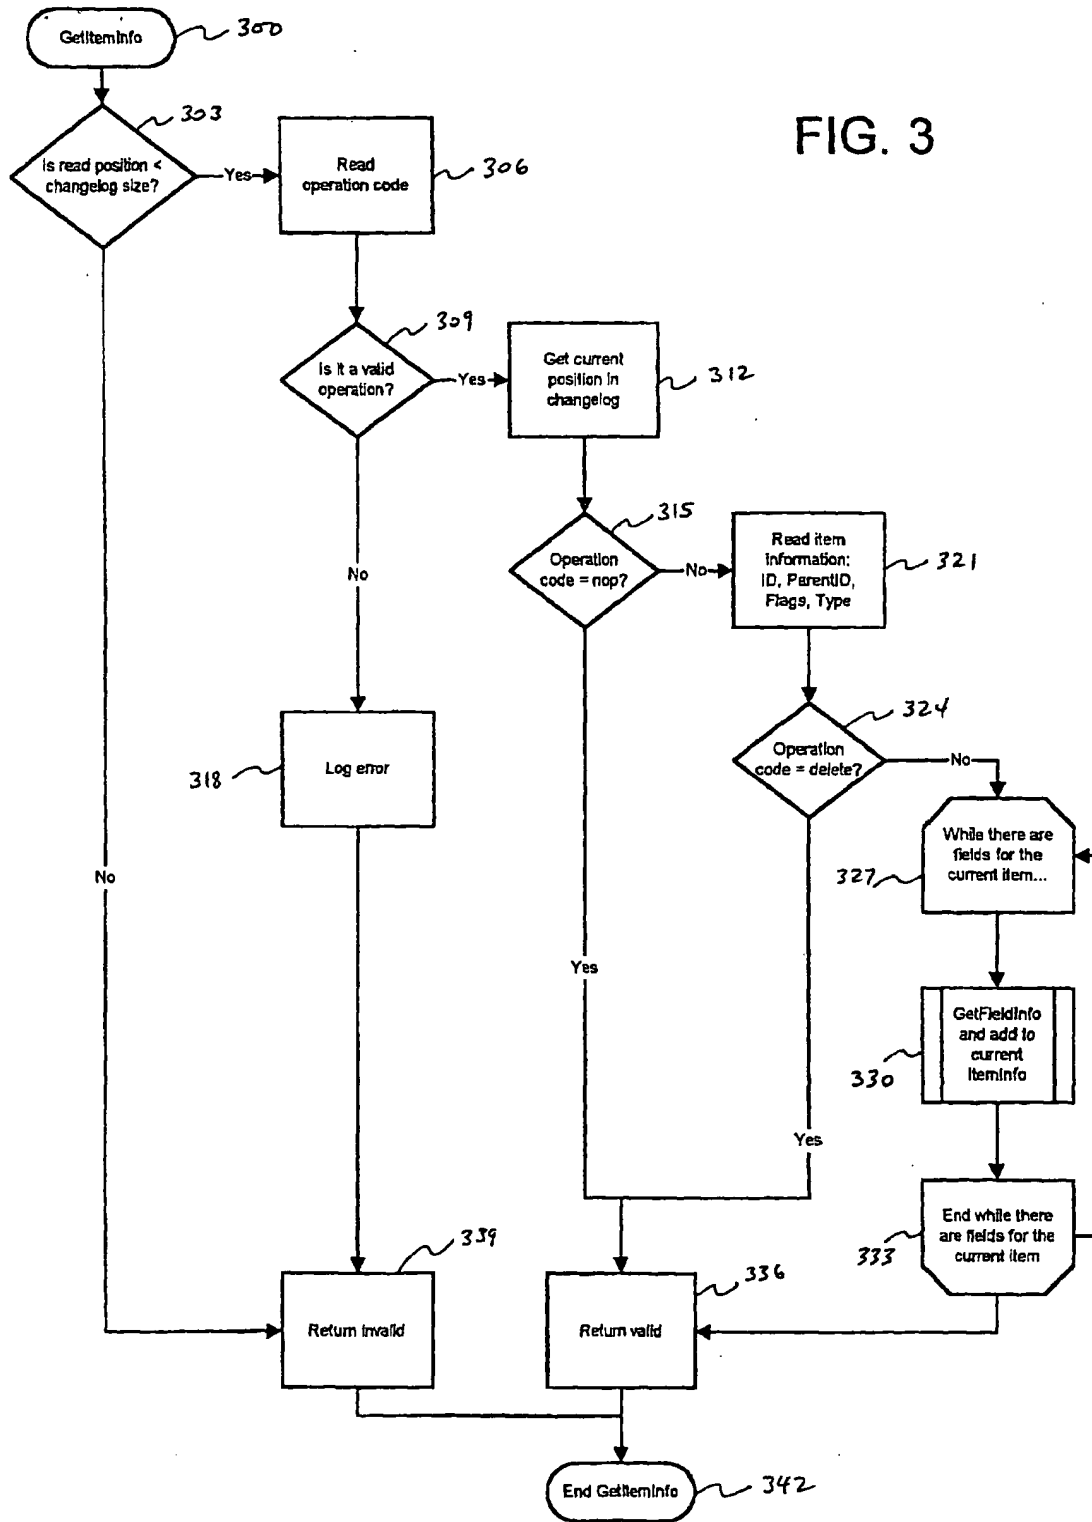 GetItemInfo
300
FIG. 3
303
Is read position <
changelog size?
Yes
Read
operation code
306
309
Is it a valid
operation?
Yes
Get current
position in
changelog
312
315
Operation
code = nop?
No
Read item
information:
ID, ParentID,
Flags, Type
321
No
324
Operation
code = delete?
No
318
Log error
While there are
fields for the
current item...
327
No
Yes
GetFieldInfo
and add to
current
ItemInfo
330
Yes
End while there
are fields for the
current item
333
339
Return invalid
336
Return valid
End GetItemInfo
342